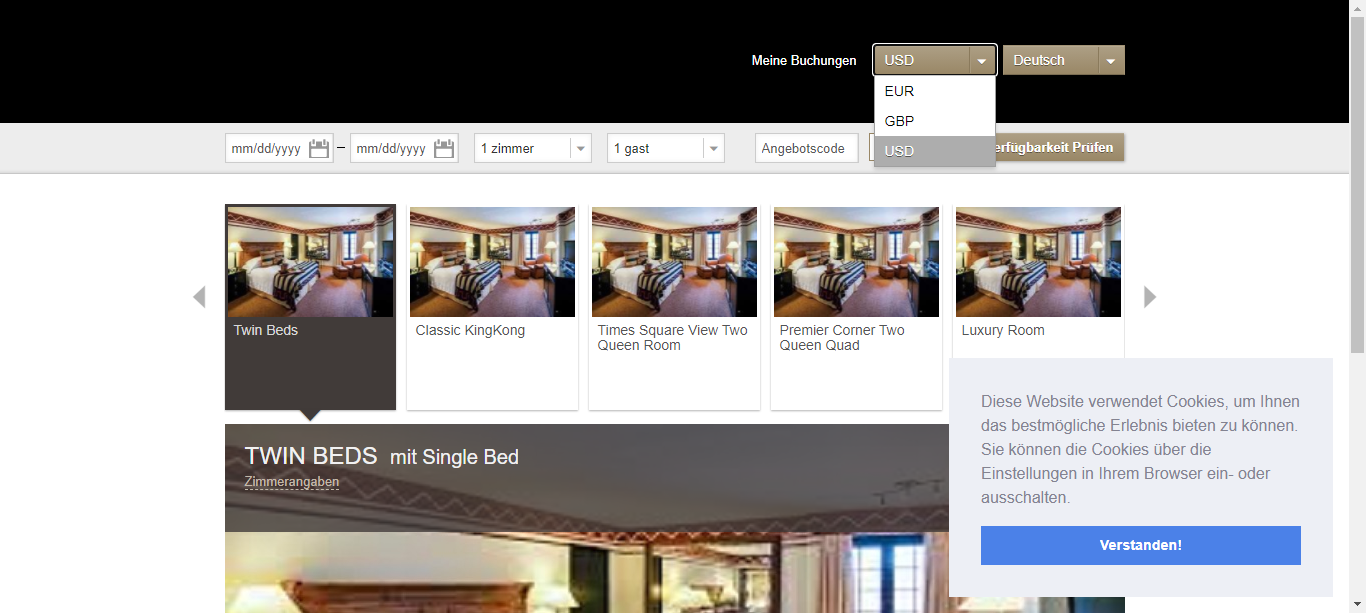 Meine Buchungen
USD
Deutsch
EUR
GBP
USD
mm/dd/yyyy
–
mm/dd/yyyy
1 zimmer
1 gast
Angebotscode
erfügbarkeit Prüfen
Twin Beds
Classic KingKong
Times Square View Two
Queen Room
Premier Corner Two
Queen Quad
Luxury Room
TWIN BEDS mit Single Bed
Zimmerangaben
Diese Website verwendet Cookies, um Ihnen
das bestmögliche Erlebnis bieten zu können.
Sie können die Cookies über die
Einstellungen in Ihrem Browser ein- oder
ausschalten.
Verstanden!